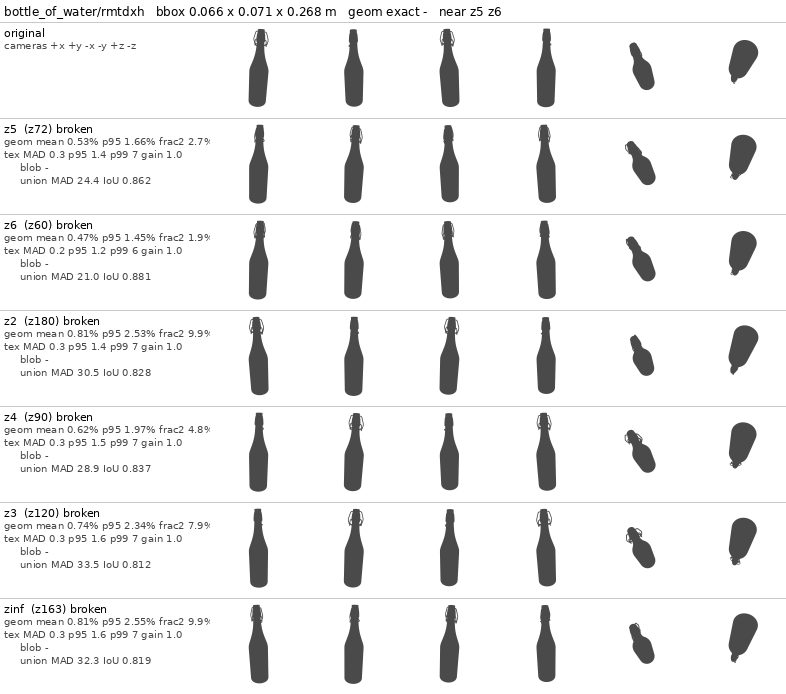 bottle_of_water/rmtdxh   bbox 0.066 x 0.071 x 0.268 m   geom exact -   near z5 z6
original
cameras +x +y -x -y +z -z
z5  (z72) broken
geom mean 0.53% p95 1.66% frac2 2.7%
tex MAD 0.3 p95 1.4 p99 7 gain 1.0
blob -
union MAD 24.4 IoU 0.862
z6  (z60) broken
geom mean 0.47% p95 1.45% frac2 1.9%
tex MAD 0.2 p95 1.2 p99 6 gain 1.0
blob -
union MAD 21.0 IoU 0.881
z2  (z180) broken
geom mean 0.81% p95 2.53% frac2 9.9%
tex MAD 0.3 p95 1.4 p99 7 gain 1.0
blob -
union MAD 30.5 IoU 0.828
z4  (z90) broken
geom mean 0.62% p95 1.97% frac2 4.8%
tex MAD 0.3 p95 1.5 p99 7 gain 1.0
blob -
union MAD 28.9 IoU 0.837
z3  (z120) broken
geom mean 0.74% p95 2.34% frac2 7.9%
tex MAD 0.3 p95 1.6 p99 7 gain 1.0
blob -
union MAD 33.5 IoU 0.812
zinf  (z163) broken
geom mean 0.81% p95 2.55% frac2 9.9%
tex MAD 0.3 p95 1.6 p99 7 gain 1.0
blob -
union MAD 32.3 IoU 0.819